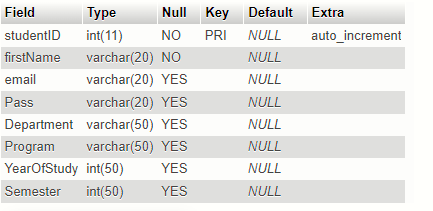 Field Type Null Key Default Extra
studentID int(11) NO PRI NULL auto_increment
firstName varchar(20) NO NULL
email varchar(20) YES NULL
Pass varchar(20) YES NULL
Department varchar(50) YES NULL
Program varchar(50) YES NULL
YearOfStudy int(50) YES NULL
Semester int(50) YES NULL